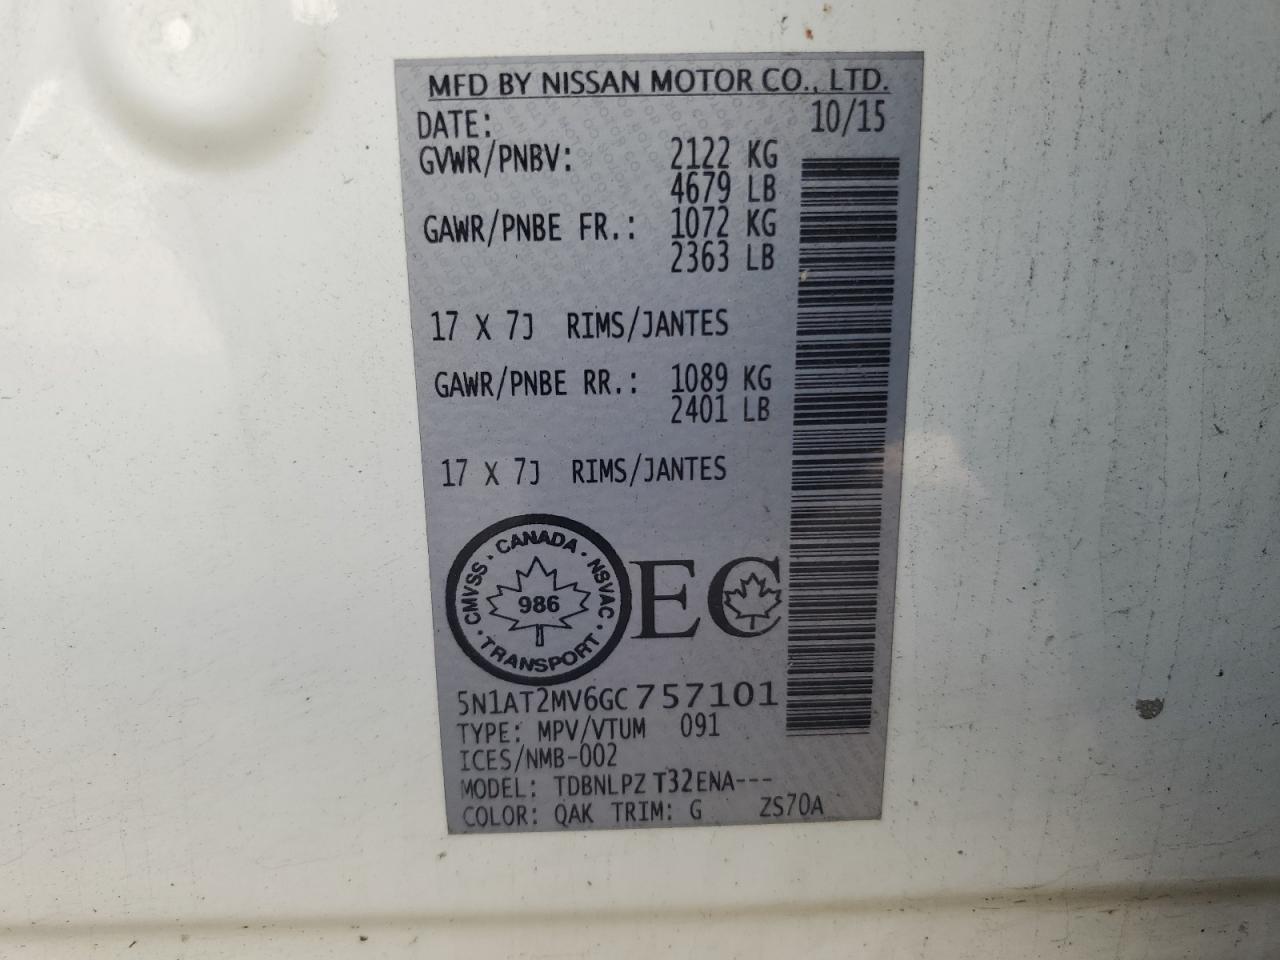 MFD BY NISSAN MOTOR CO., LTD.
DATE: 10/15
GVWR/PNBV: 2122 KG
4679 LB
GAWR/PNBE FR.: 1072 KG
2363 LB
17 X 7J RIMS/JANTES
GAWR/PNBE RR.: 1089 KG
2401 LB
17 X 7J RIMS/JANTES
CANADA · NSVAC · TRANSPORT · CMVSS ·
986
EC
5N1AT2MV6GC757101
TYPE: MPV/VTUM 091
ICES/NMB-002
MODEL: TDBNLPZ T32ENA---
COLOR: QAK TRIM: G ZS70A